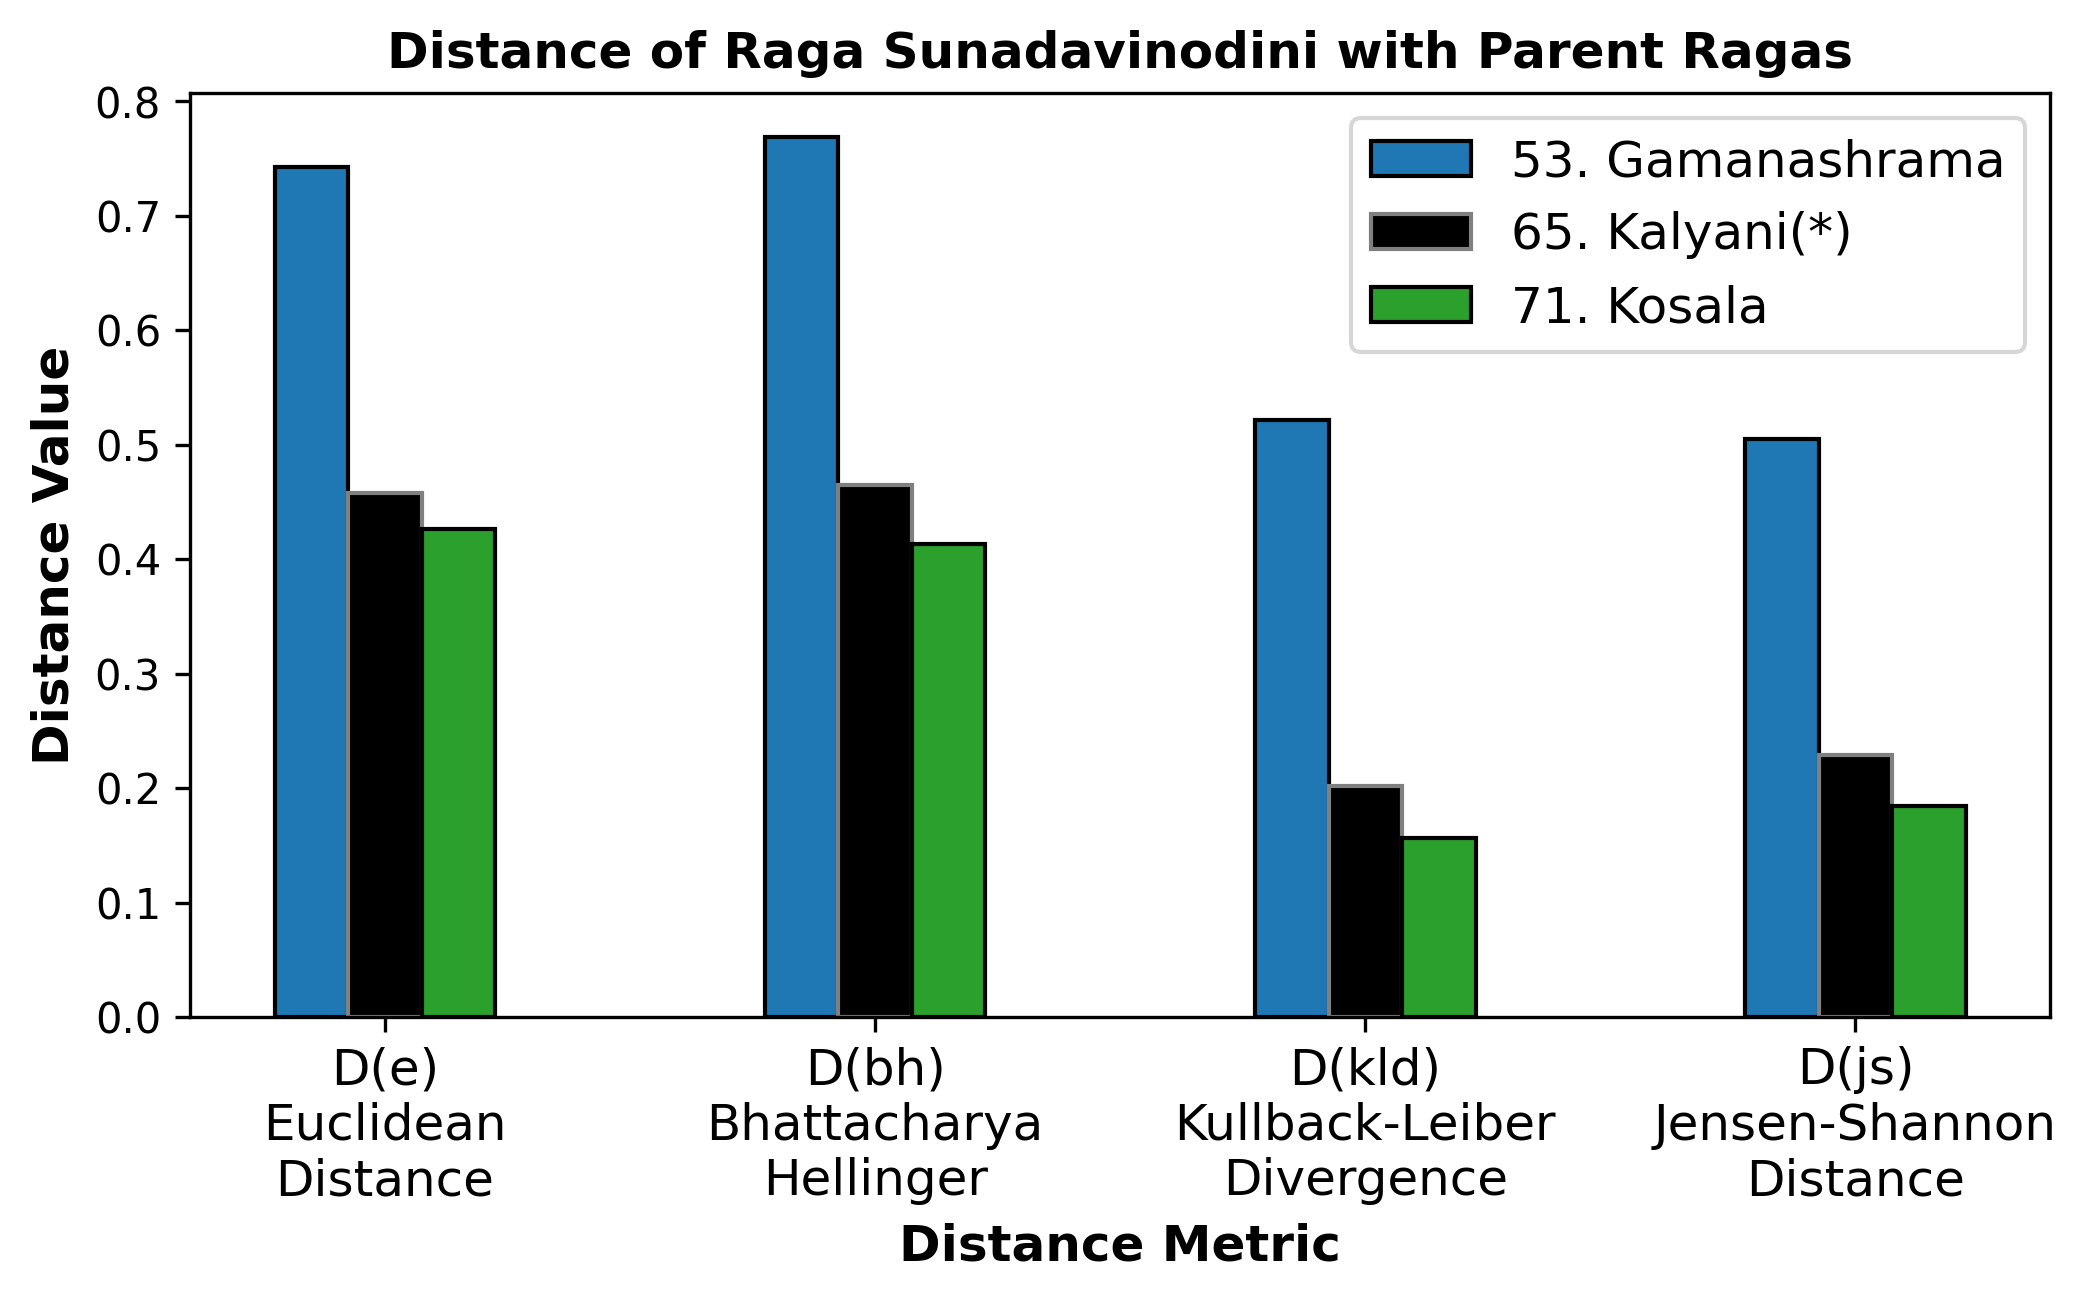 Distance of Raga Sunadavinodini with Parent Ragas
53. Gamanashrama
65. Kalyani(*)
71. Kosala
Distance Value
0.8
0.7
0.6
0.5
0.4
0.3
0.2
0.1
0.0
D(e)
Euclidean
Distance
D(bh)
Bhattacharya
Hellinger
D(kld)
Kullback-Leiber
Divergence
D(js)
Jensen-Shannon
Distance
Distance Metric